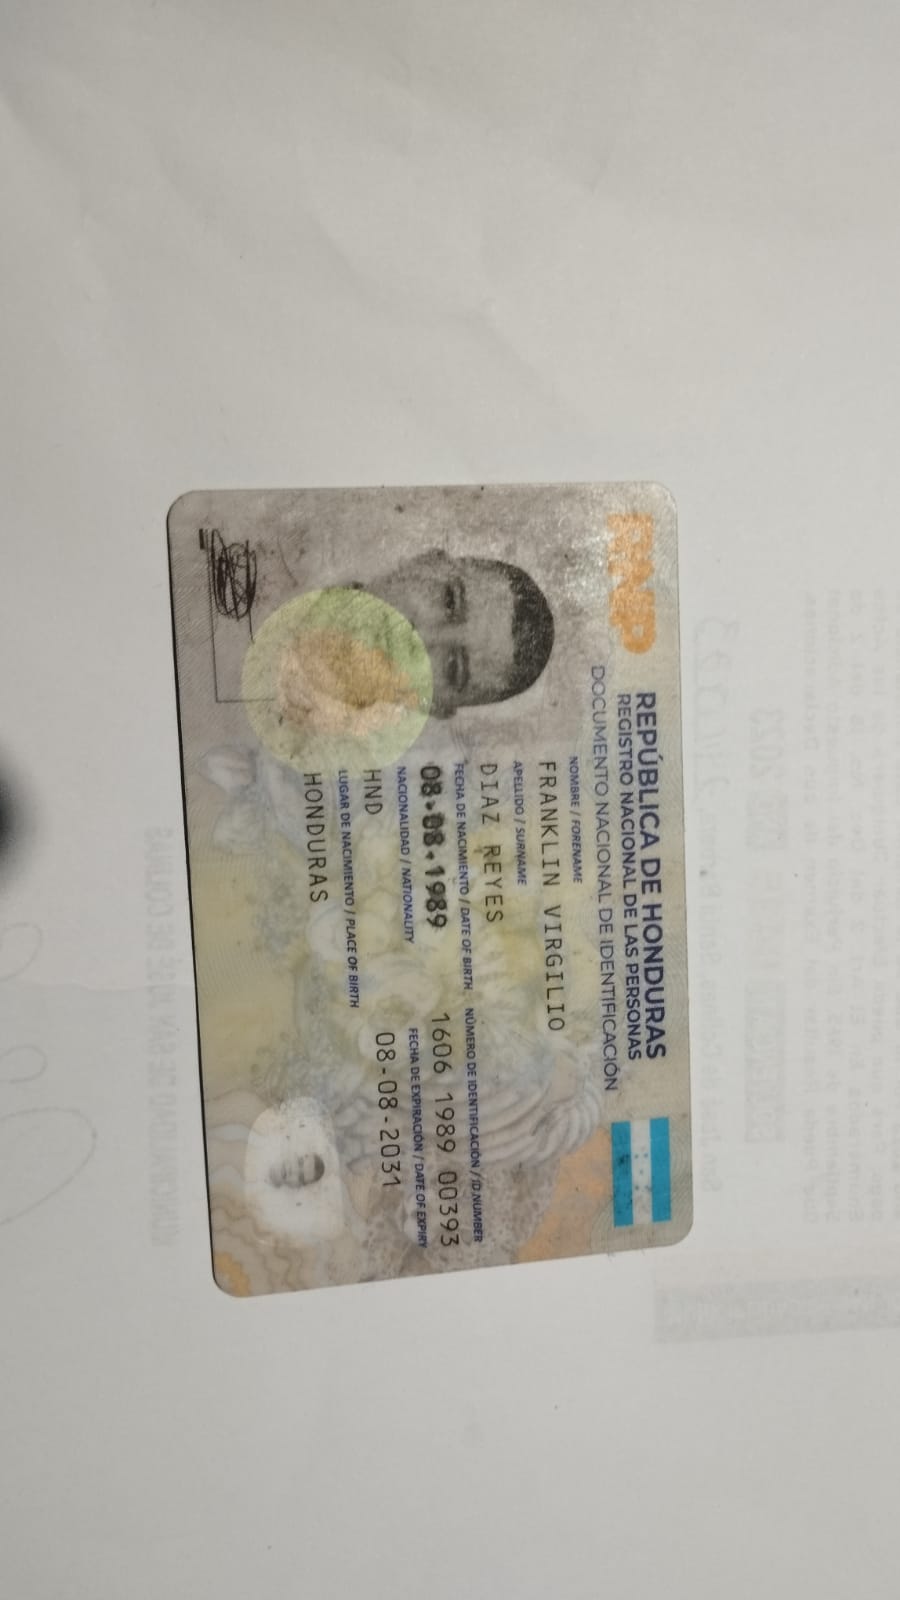 RNP
REPÚBLICA DE HONDURAS
REGISTRO NACIONAL DE LAS PERSONAS
DOCUMENTO NACIONAL DE IDENTIFICACIÓN
NOMBRE / FORENAME
FRANKLIN VIRGILIO
APELLIDO / SURNAME
DIAZ REYES
FECHA DE NACIMIENTO / DATE OF BIRTH NÚMERO DE IDENTIFICACIÓN / ID NUMBER
08-08-1989 1606 1989 00393
NACIONALIDAD / NATIONALITY FECHA DE EXPIRACIÓN / DATE OF EXPIRY
HND 08-08-2031
LUGAR DE NACIMIENTO / PLACE OF BIRTH
HONDURAS